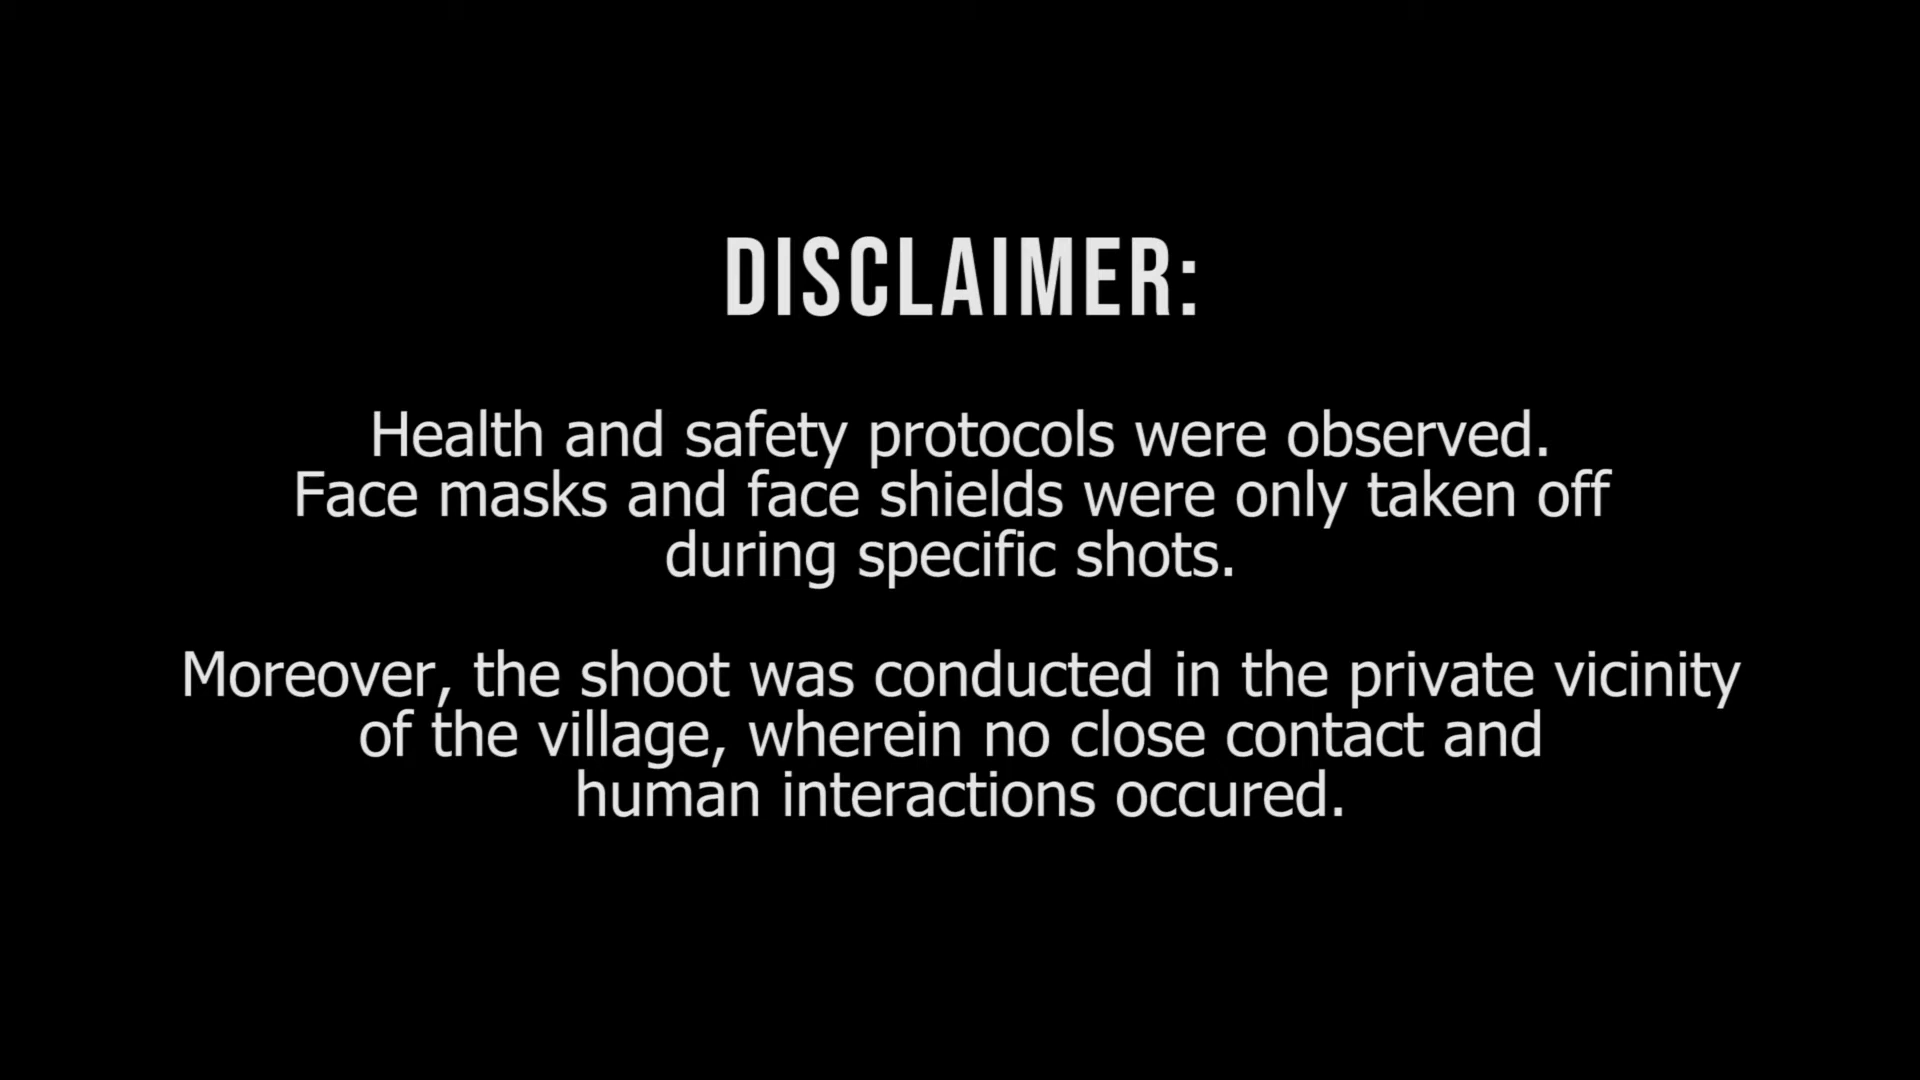 DISCLAIMER:
Health and safety protocols were observed.
Face masks and face shields were only taken off
during specific shots.
Moreover, the shoot was conducted in the private vicinity
of the village, wherein no close contact and
human interactions occured.